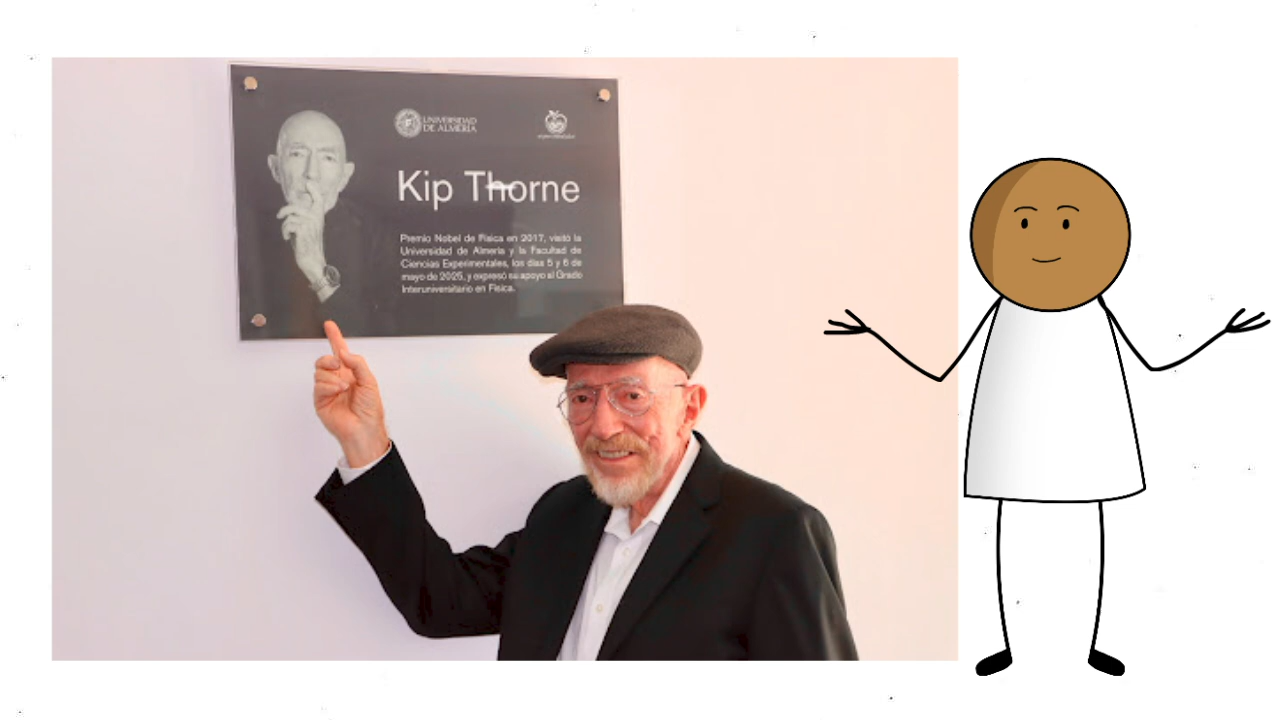 UNIVERSIDAD
DE ALMERÍA
Kip Thorne
Premio Nobel de Física en 2017, visitó la
Universidad de Almería y la Facultad de
Ciencias Experimentales, los días 5 y 6 de
mayo de 2025, y expresó su apoyo al Grado
Interuniversitario en Física.